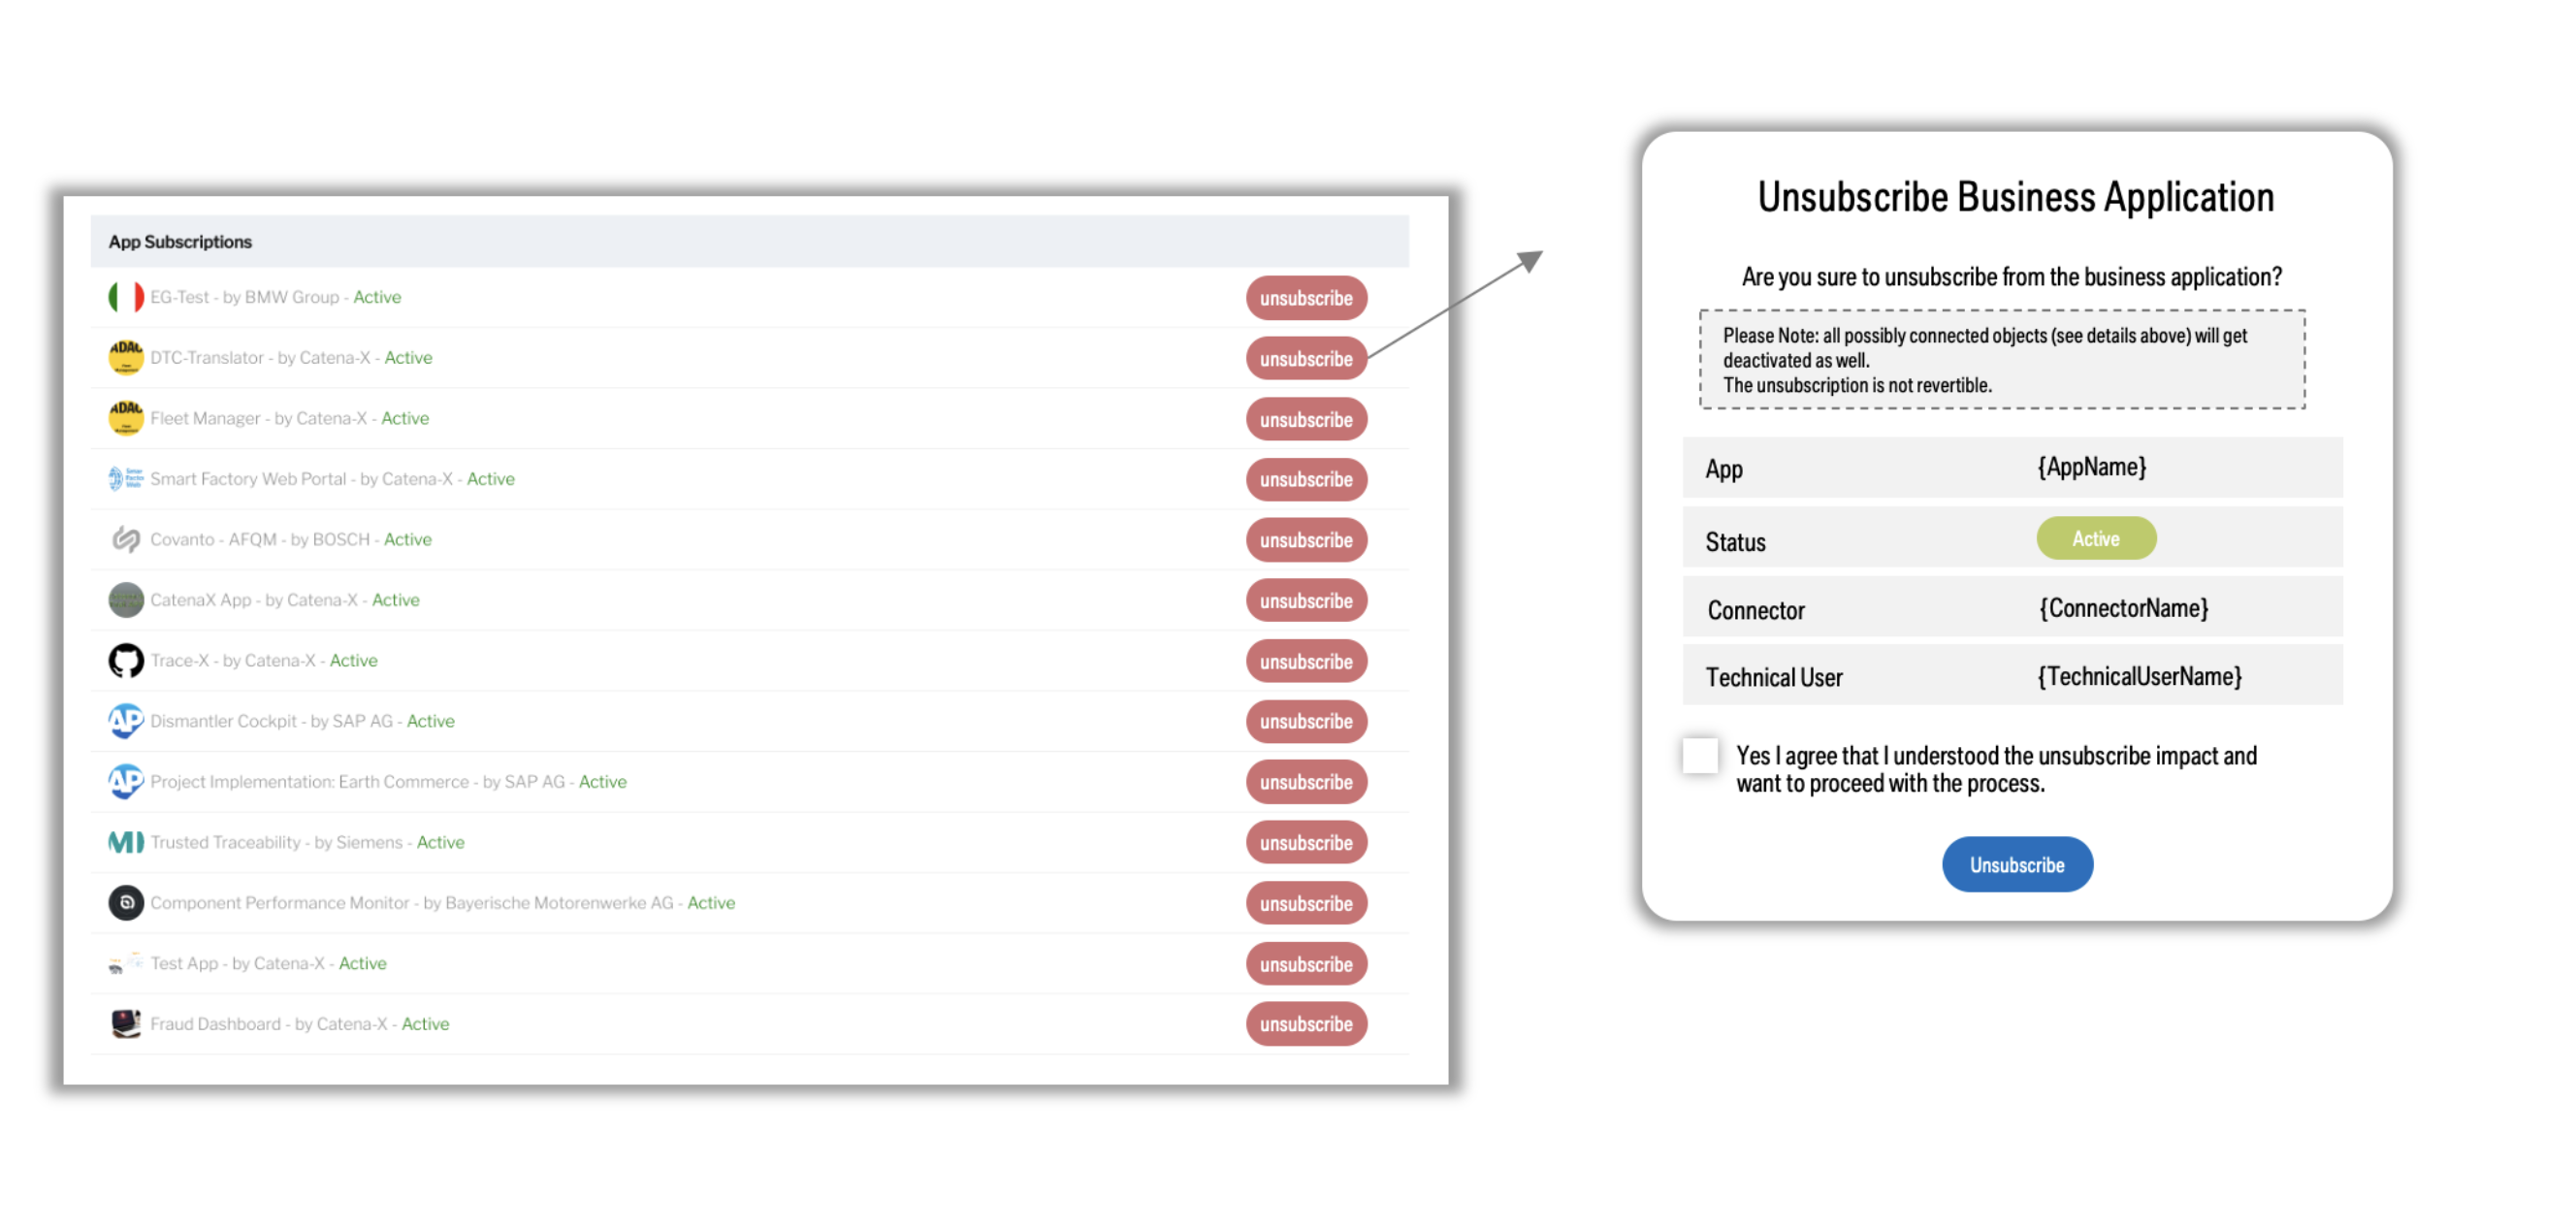 App Subscriptions
EG-Test - by BMW Group - Active
unsubscribe
ADAC
DTC-Translator - by Catena-X - Active
unsubscribe
ADAC
Fleet Manager - by Catena-X - Active
unsubscribe
Smart Factory Web Portal - by Catena-X - Active
unsubscribe
Covanto - AFQM - by BOSCH - Active
unsubscribe
CatenaX App - by Catena-X - Active
unsubscribe
Trace-X - by Catena-X - Active
unsubscribe
AP
Dismantler Cockpit - by SAP AG - Active
unsubscribe
AP
Project Implementation: Earth Commerce - by SAP AG - Active
unsubscribe
Trusted Traceability - by Siemens - Active
unsubscribe
Component Performance Monitor - by Bayerische Motorenwerke AG - Active
unsubscribe
Test App - by Catena-X - Active
unsubscribe
Fraud Dashboard - by Catena-X - Active
unsubscribe
Unsubscribe Business Application
Are you sure to unsubscribe from the business application?
Please Note: all possibly connected objects (see details above) will get
deactivated as well.
The unsubscription is not revertible.
App {AppName}
Status Active
Connector {ConnectorName}
Technical User {TechnicalUserName}
Yes I agree that I understood the unsubscribe impact and
want to proceed with the process.
Unsubscribe